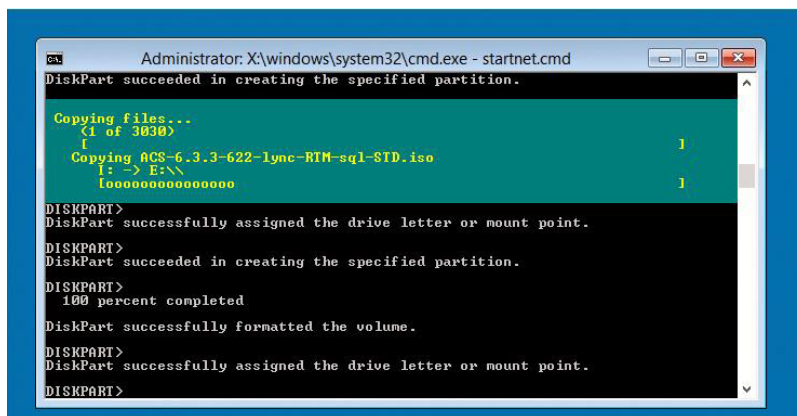 Administrator: X:\windows\system32\cmd.exe - startnet.cmd
DiskPart succeeded in creating the specified partition.
Copying files...
(1 of 3030)
[ ]
Copying ACS-6.3.3-622-lync-RTM-sql-STD.iso
I: -> E:\\
[ooooooooooooooo ]
DISKPART>
DiskPart successfully assigned the drive letter or mount point.
DISKPART>
DiskPart succeeded in creating the specified partition.
DISKPART>
100 percent completed
DiskPart successfully formatted the volume.
DISKPART>
DiskPart successfully assigned the drive letter or mount point.
DISKPART>